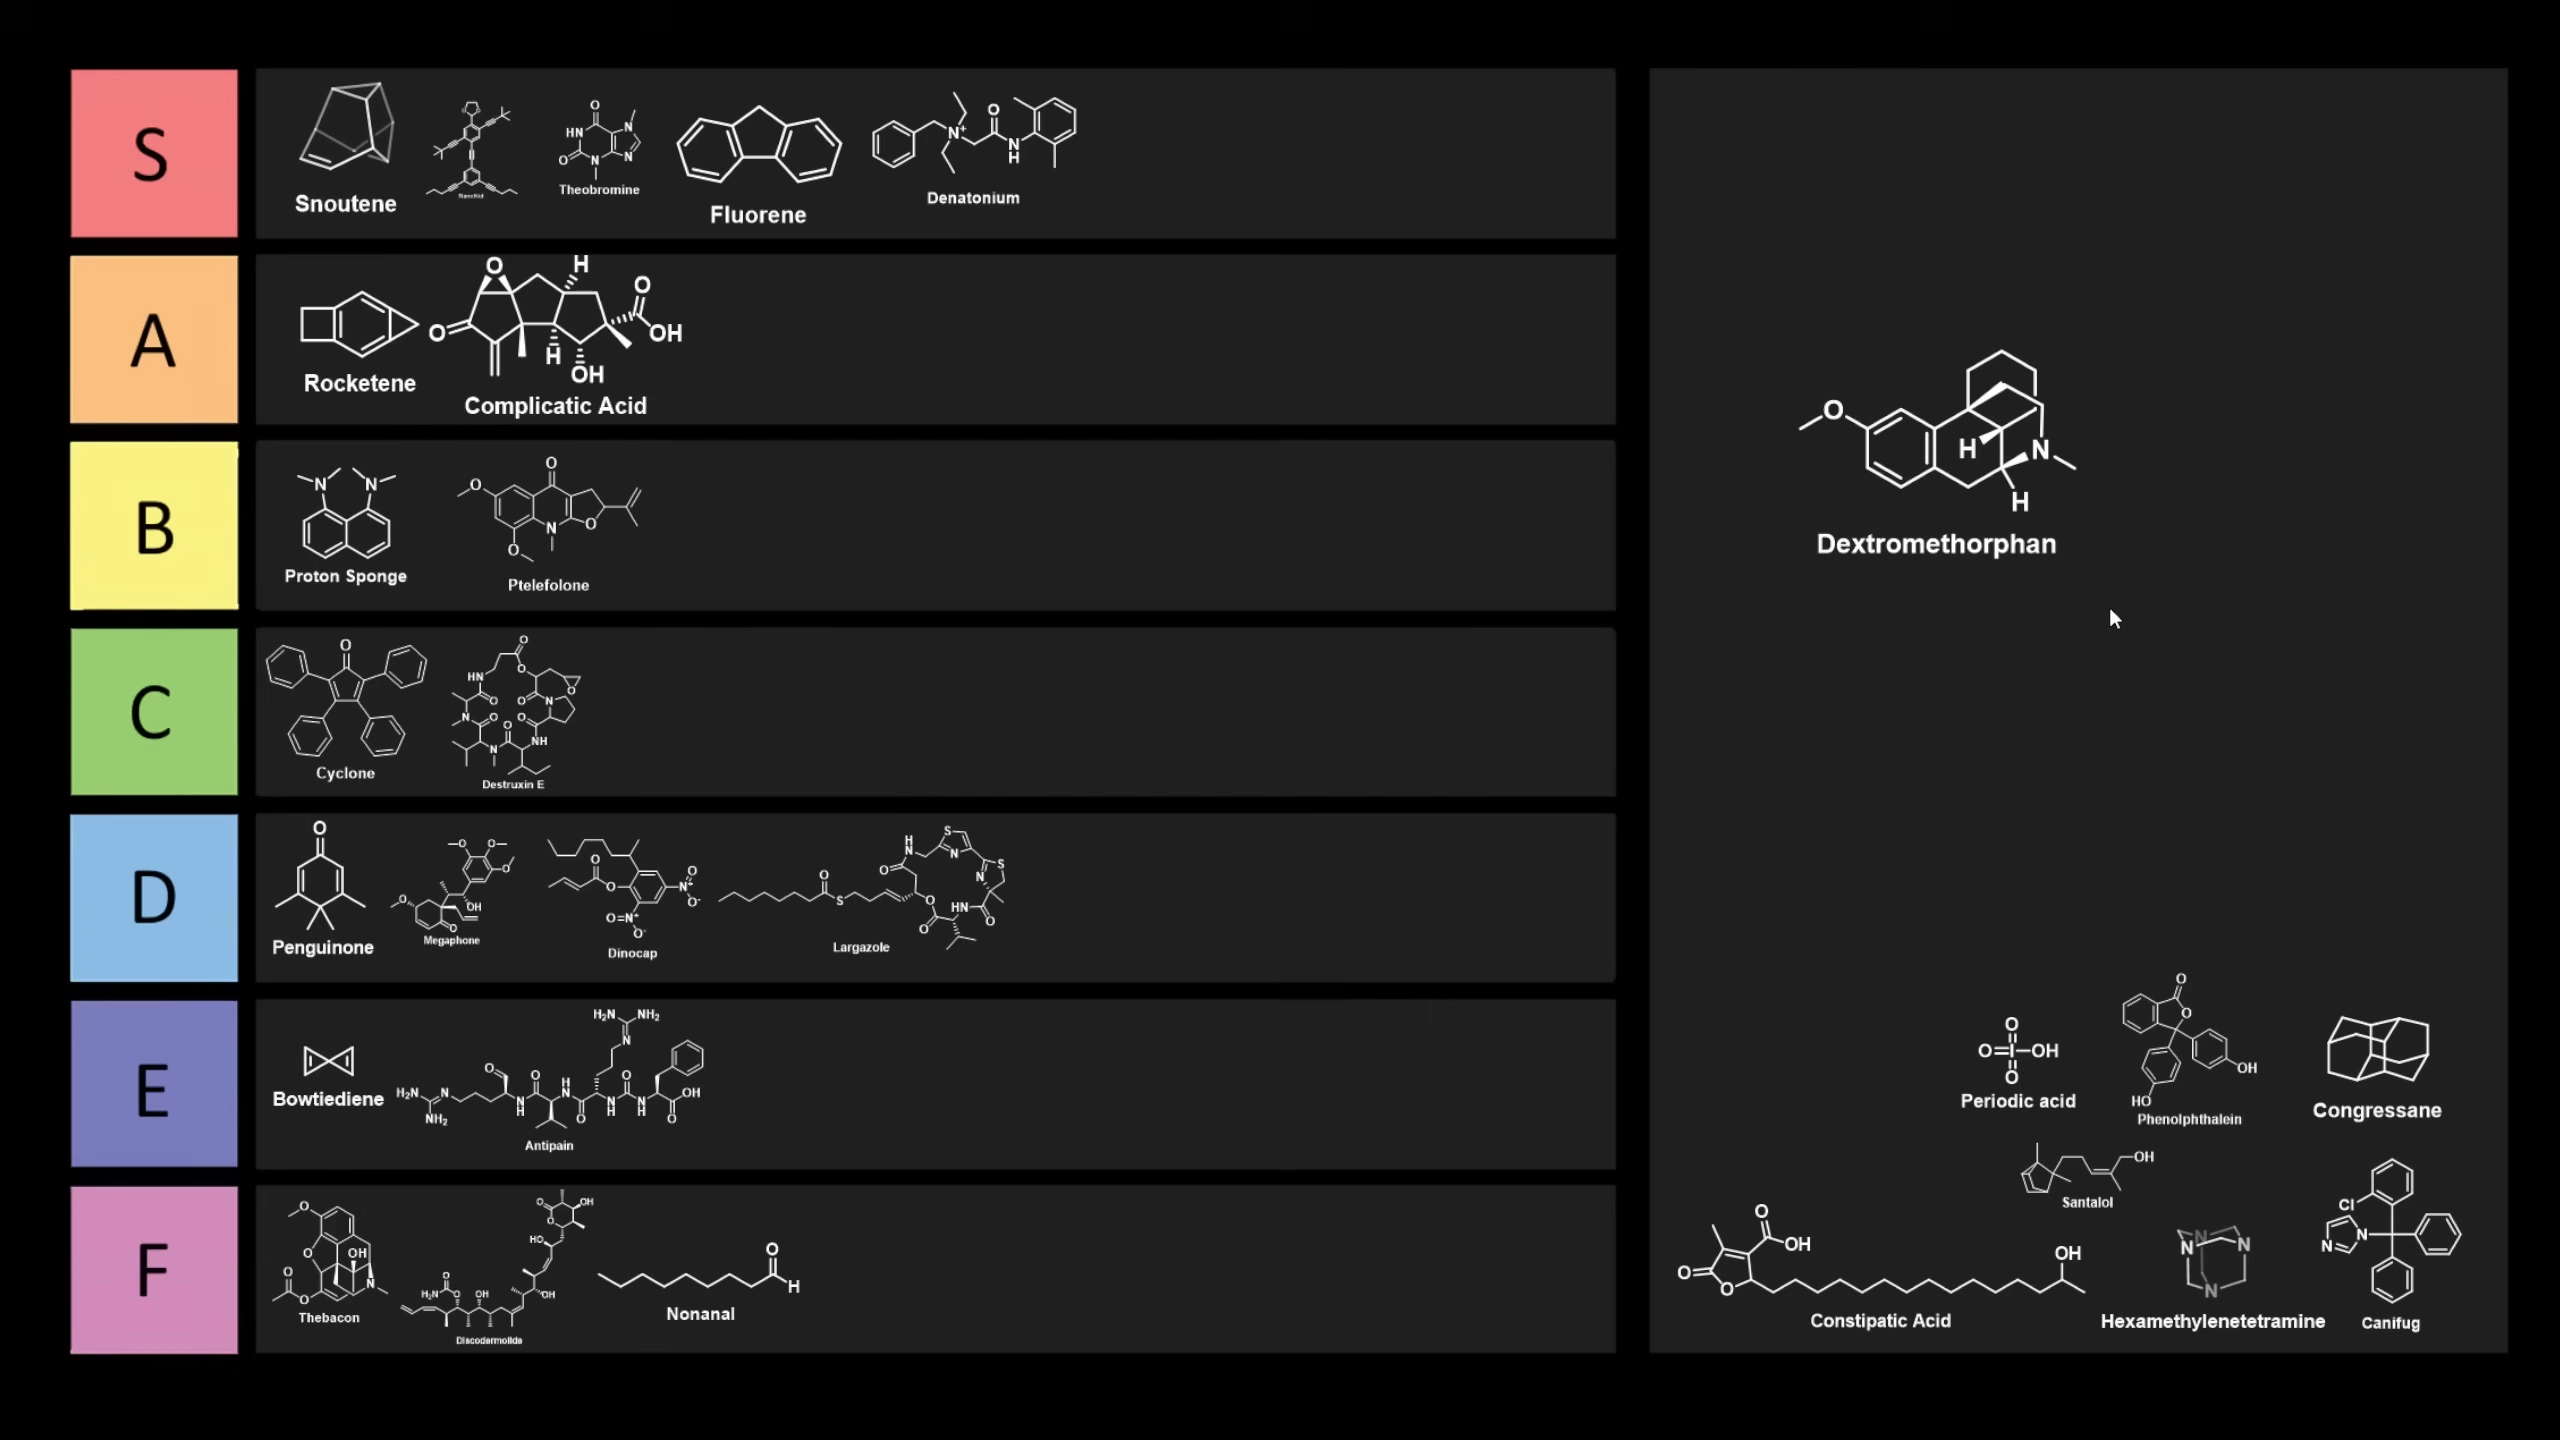 S
Snoutene
NanoKid
Theobromine
Fluorene
Denatonium
A
Rocketene
Complicatic Acid
B
Proton Sponge
Ptelefolone
C
Cyclone
Destruxin E
D
Penguinone
Megaphone
Dinocap
Largazole
E
Bowtiediene
Antipain
F
Thebacon
Discodermolide
Nonanal
Dextromethorphan
Periodic acid
Phenolphthalein
Congressane
Santalol
Constipatic Acid
Hexamethylenetetramine
Canifug